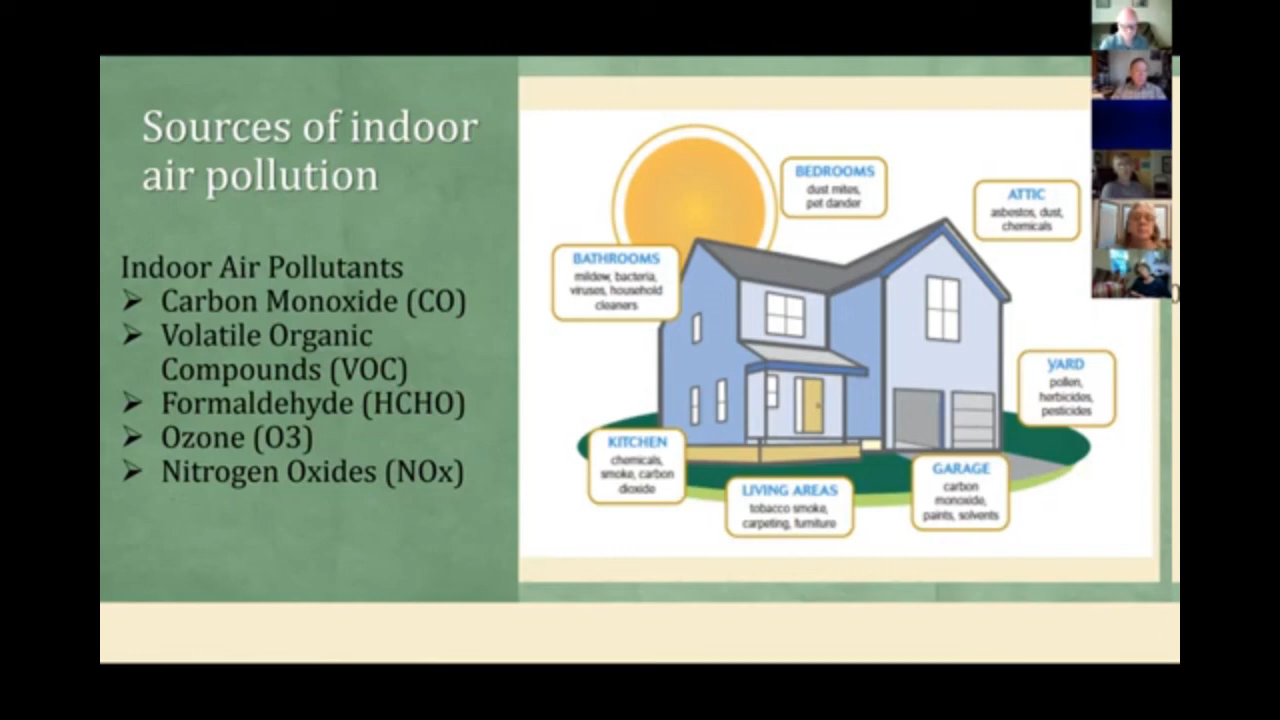 Sources of indoor
air pollution
Indoor Air Pollutants
➤ Carbon Monoxide (CO)
➤ Volatile Organic
Compounds (VOC)
➤ Formaldehyde (HCHO)
➤ Ozone (O3)
➤ Nitrogen Oxides (NOx)
BEDROOMS
dust mites,
pet dander
ATTIC
asbestos, dust,
chemicals
BATHROOMS
mildew, bacteria,
viruses, household
cleaners
YARD
pollen,
herbicides,
pesticides
KITCHEN
chemicals,
smoke, carbon
dioxide
LIVING AREAS
tobacco smoke,
carpeting, furniture
GARAGE
carbon
monoxide,
paints, solvents